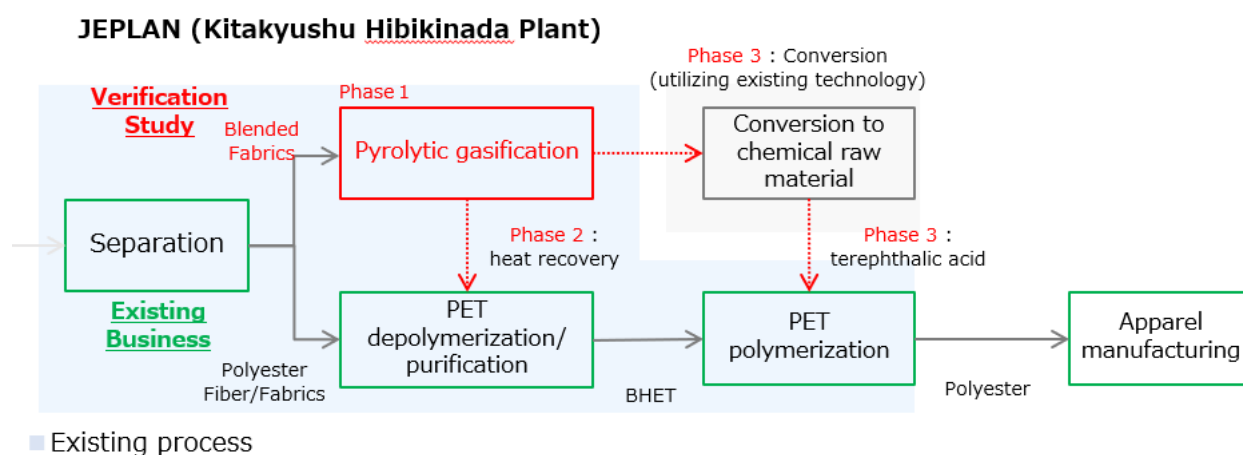 JEPLAN (Kitakyushu Hibikinada Plant)
Phase 3 : Conversion
(utilizing existing technology)
Verification
Study
Phase 1
Blended
Fabrics
Pyrolytic gasification
Conversion to
chemical raw
material
Separation
Phase 2 :
heat recovery
Phase 3 :
terephthalic acid
Existing
Business
PET
depolymerization/
purification
PET
polymerization
Apparel
manufacturing
Polyester
Fiber/Fabrics
BHET
Polyester
Existing process